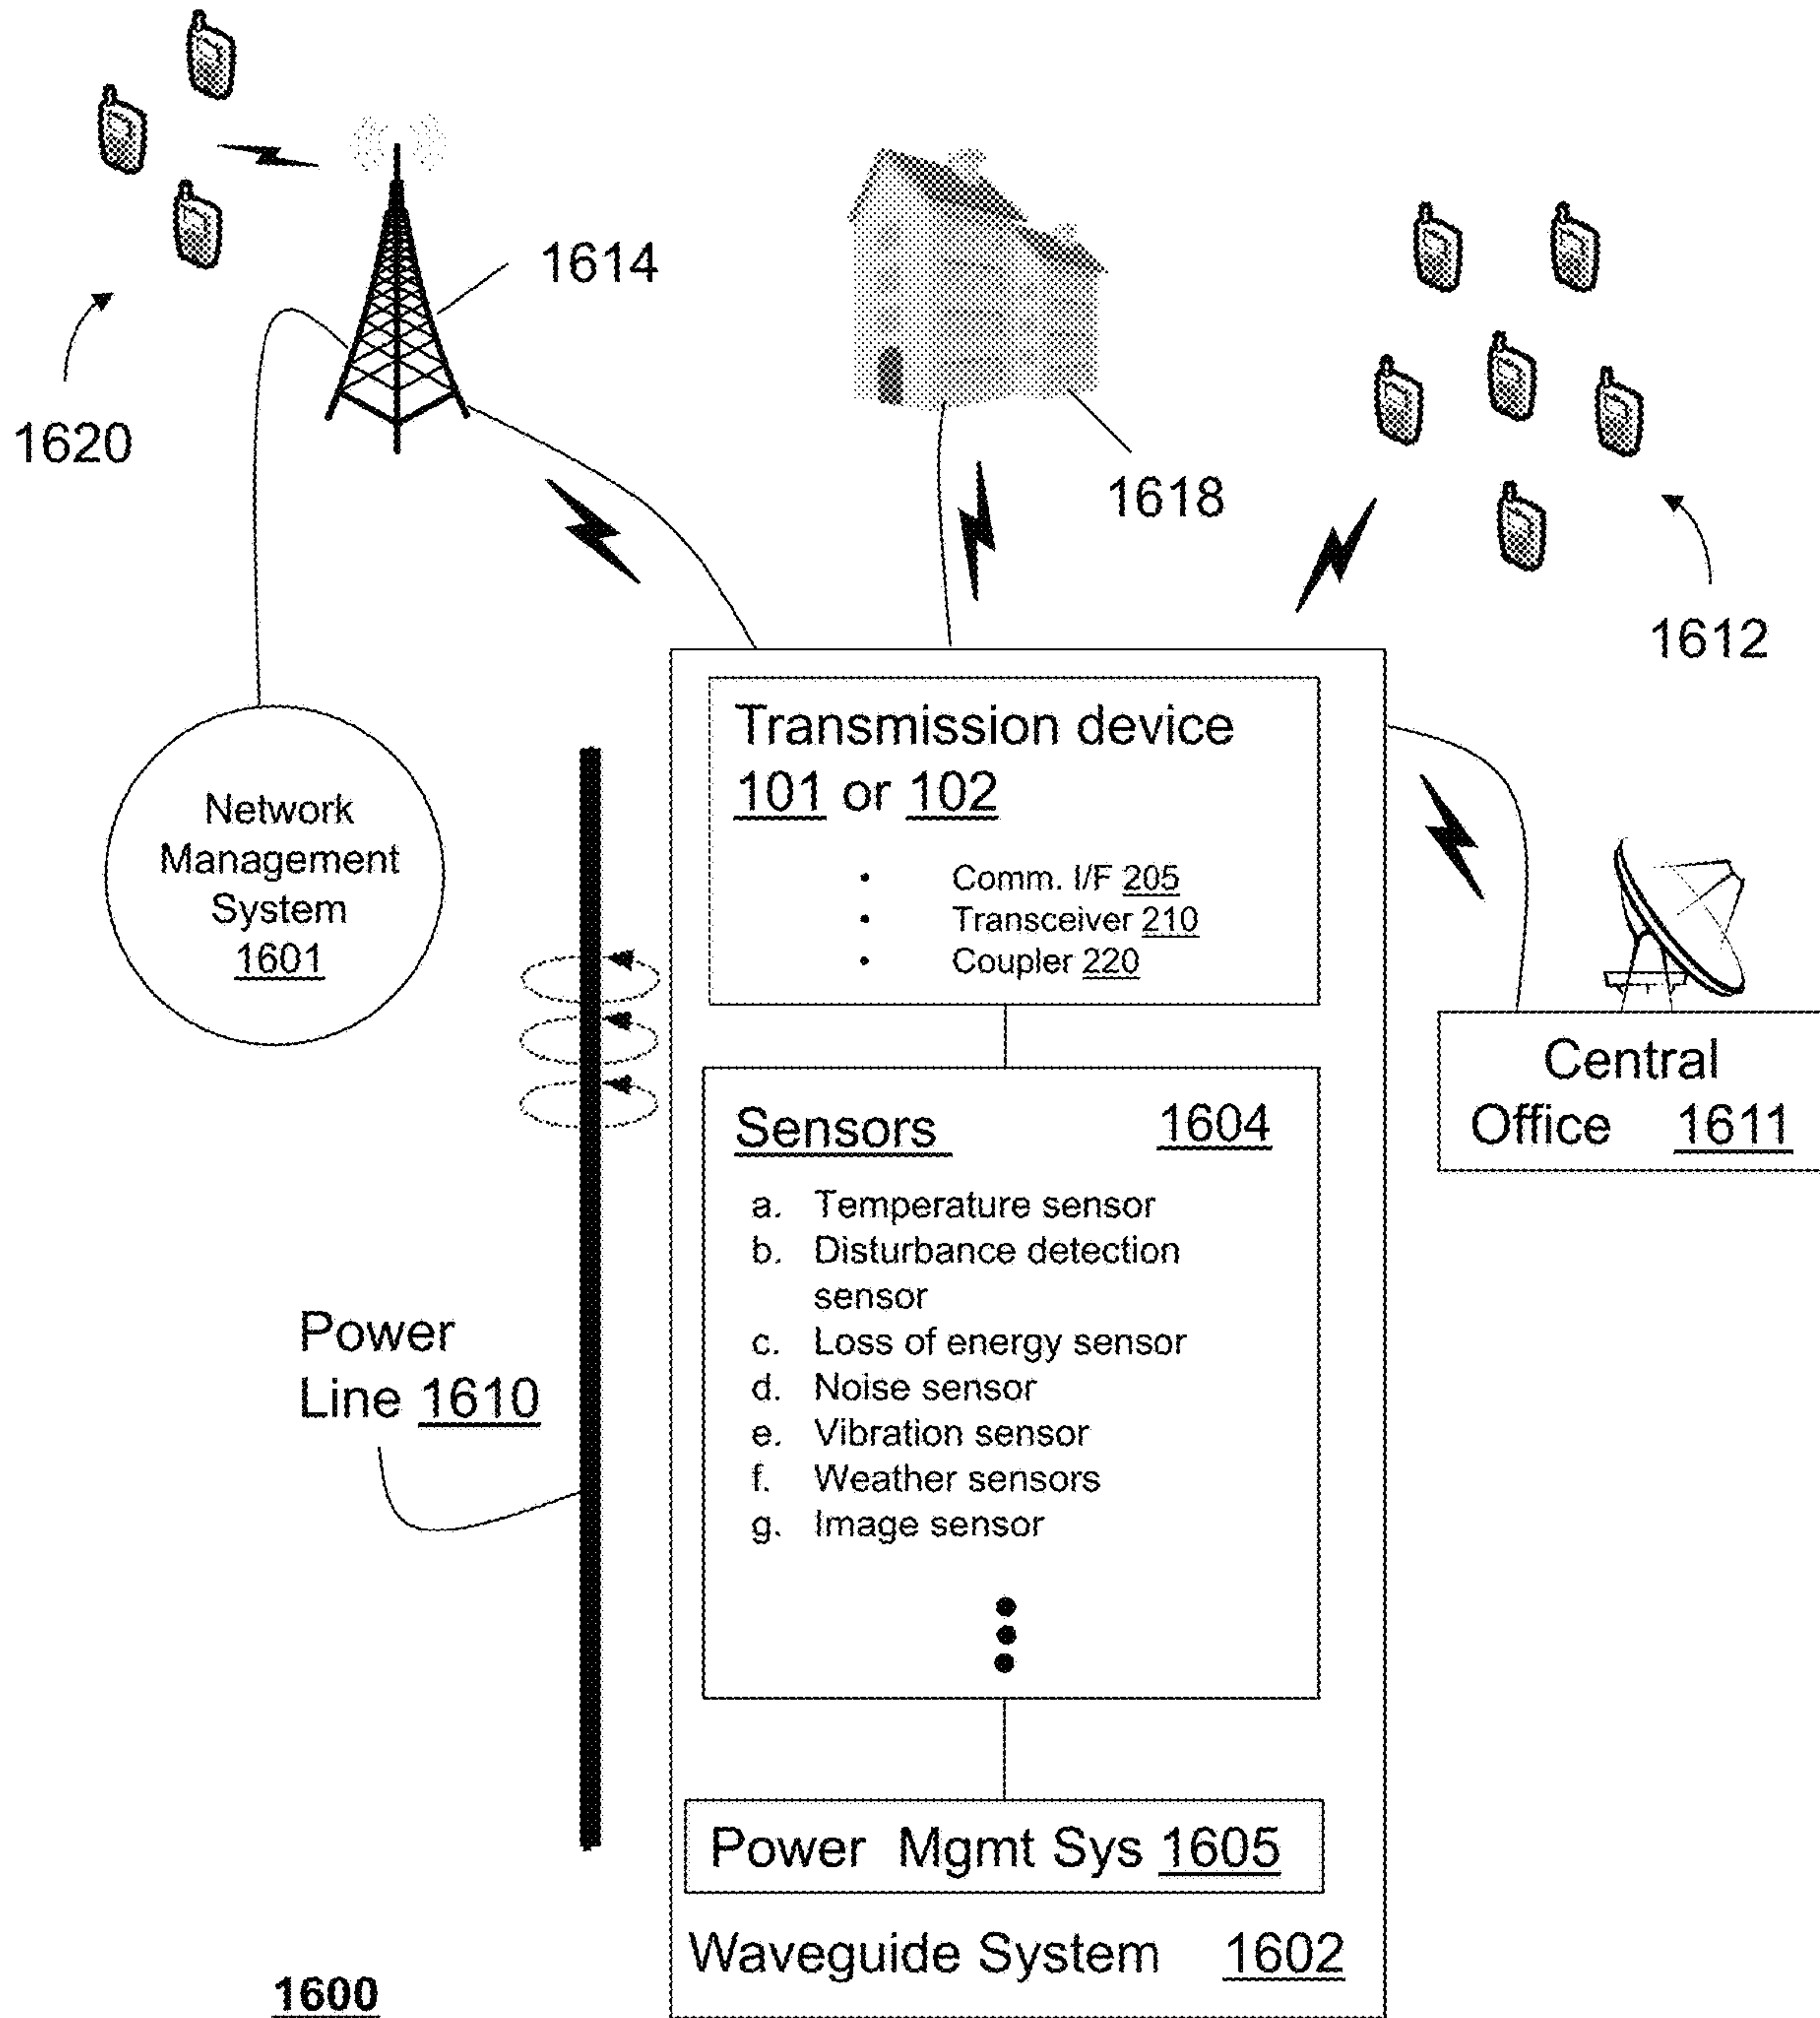 1614
1620
1618
1612
Network
Management
System
1601
Transmission device
101 or 102
• Comm. I/F 205
• Transceiver 210
• Coupler 220
Central
Office 1611
Sensors 1604
a. Temperature sensor
b. Disturbance detection
sensor
c. Loss of energy sensor
d. Noise sensor
e. Vibration sensor
f. Weather sensors
g. Image sensor
Power
Line 1610
Power Mgmt Sys 1605
Waveguide System 1602
1600